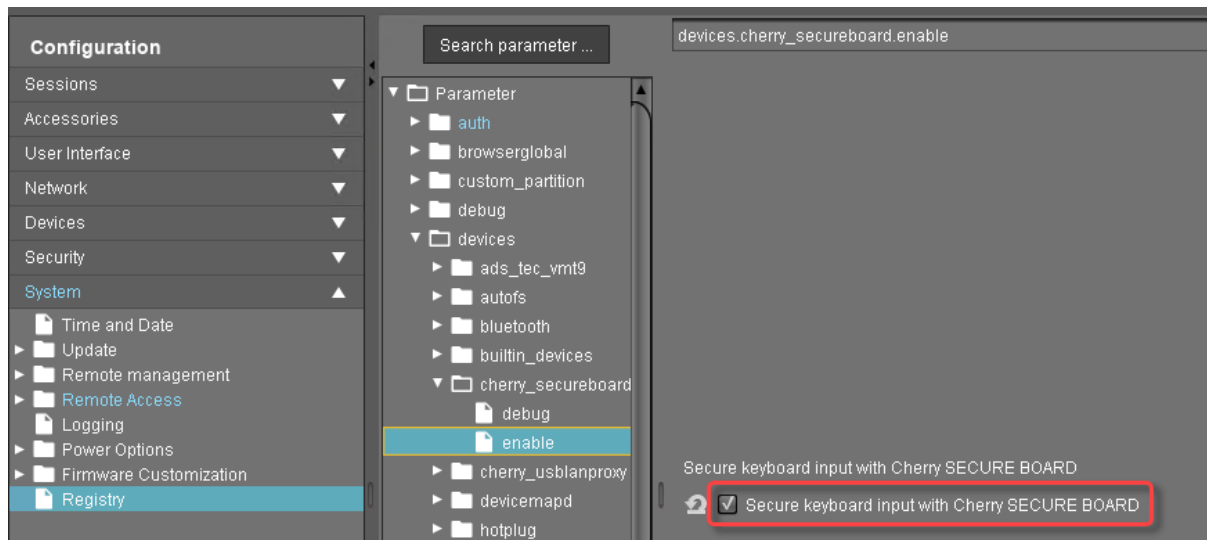 Configuration
Sessions
Accessories
User Interface
Network
Devices
Security
System
Time and Date
Update
Remote management
Remote Access
Logging
Power Options
Firmware Customization
Registry
Search parameter ...
Parameter
auth
browserglobal
custom_partition
debug
devices
ads_tec_vmt9
autofs
bluetooth
builtin_devices
cherry_secureboard
debug
enable
cherry_usblanproxy
devicemapd
hotplug
devices.cherry_secureboard.enable
Secure keyboard input with Cherry SECURE BOARD
Secure keyboard input with Cherry SECURE BOARD